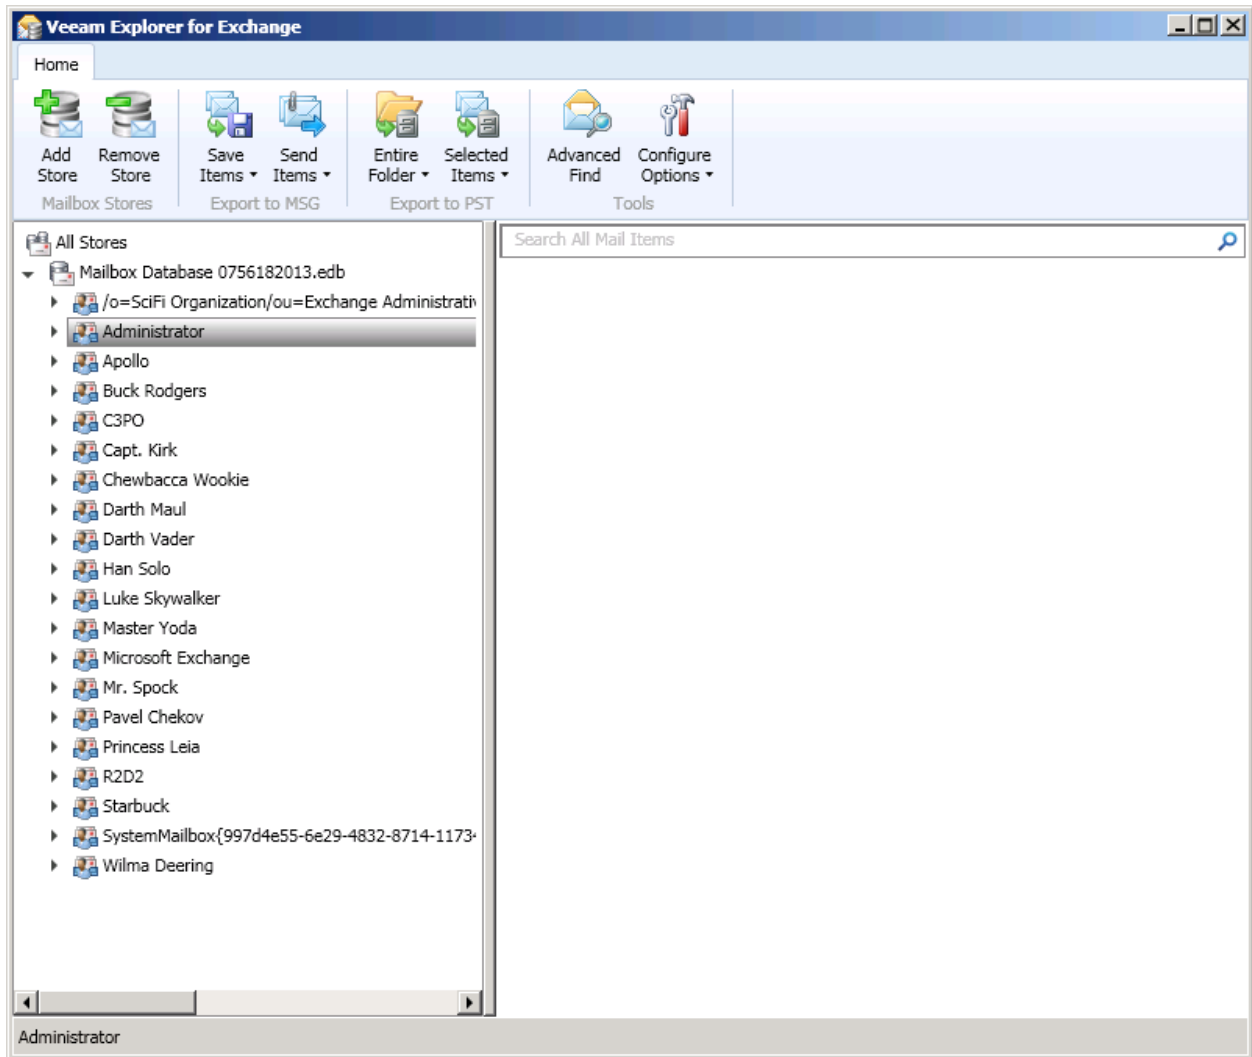 Veeam Explorer for Exchange
Home
Add Store
Remove Store
Save Items
Send Items
Entire Folder
Selected Items
Advanced Find
Configure Options
Mailbox Stores
Export to MSG
Export to PST
Tools
All Stores
Search All Mail Items
Mailbox Database 0756182013.edb
/o=SciFi Organization/ou=Exchange Administrativ
Administrator
Apollo
Buck Rodgers
C3PO
Capt. Kirk
Chewbacca Wookie
Darth Maul
Darth Vader
Han Solo
Luke Skywalker
Master Yoda
Microsoft Exchange
Mr. Spock
Pavel Chekov
Princess Leia
R2D2
Starbuck
SystemMailbox{997d4e55-6e29-4832-8714-1173
Wilma Deering
Administrator